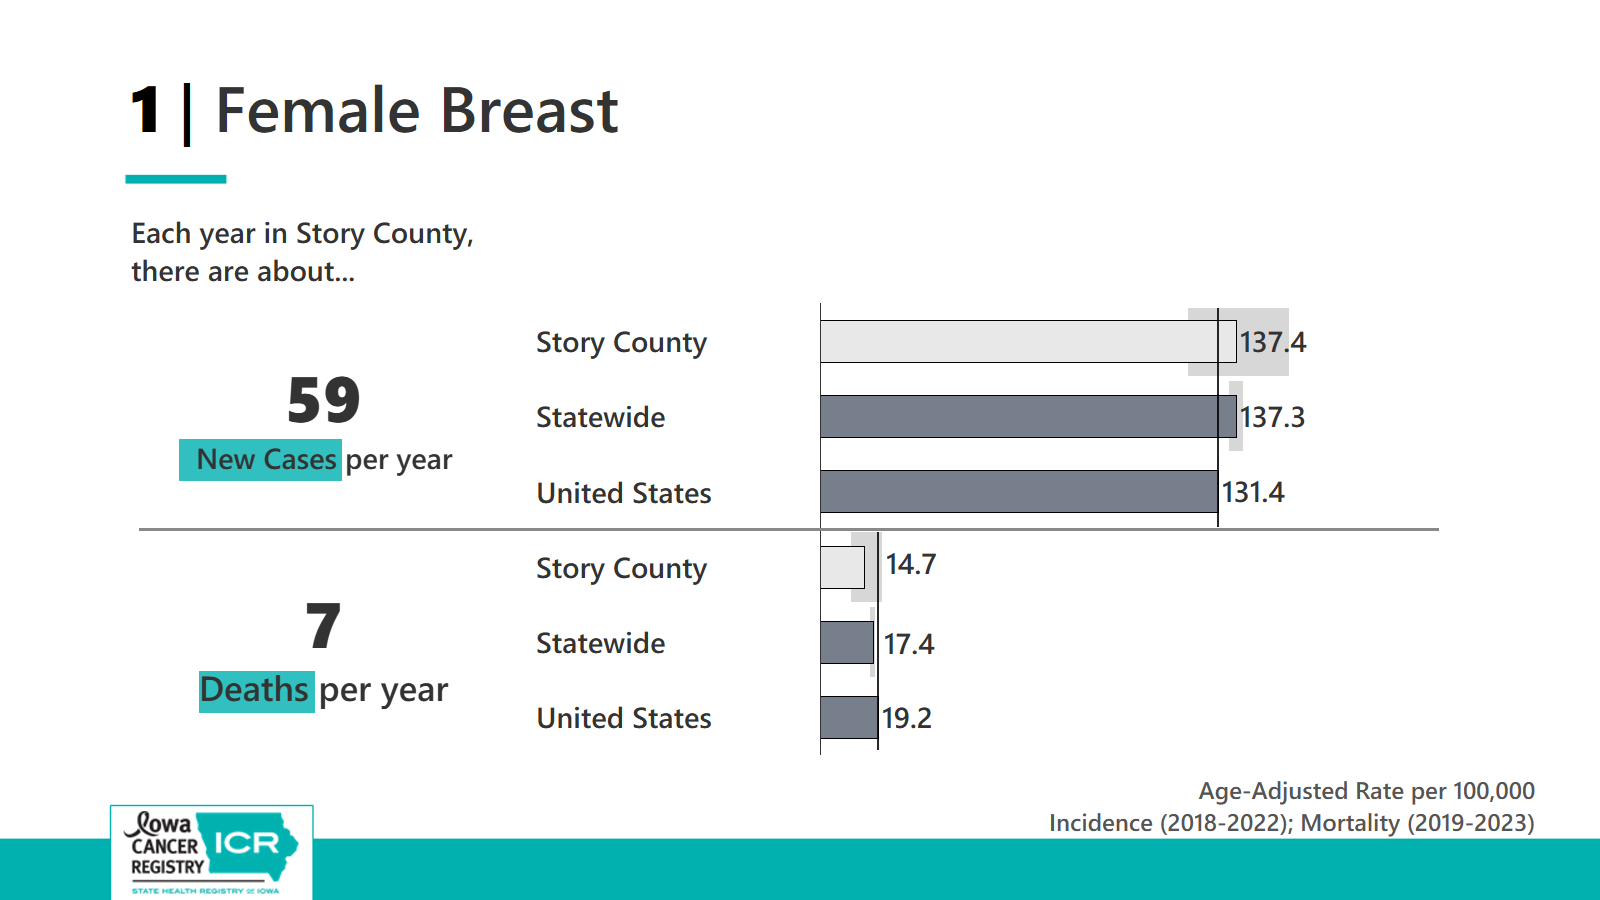 1 | Female Breast
Each year in Story County,
there are about...
59
New Cases per year
Story County 137.4
Statewide 137.3
United States 131.4
7
Deaths per year
Story County 14.7
Statewide 17.4
United States 19.2
Age-Adjusted Rate per 100,000
Incidence (2018-2022); Mortality (2019-2023)
Iowa
CANCER
REGISTRY
ICR
STATE HEALTH REGISTRY OF IOWA